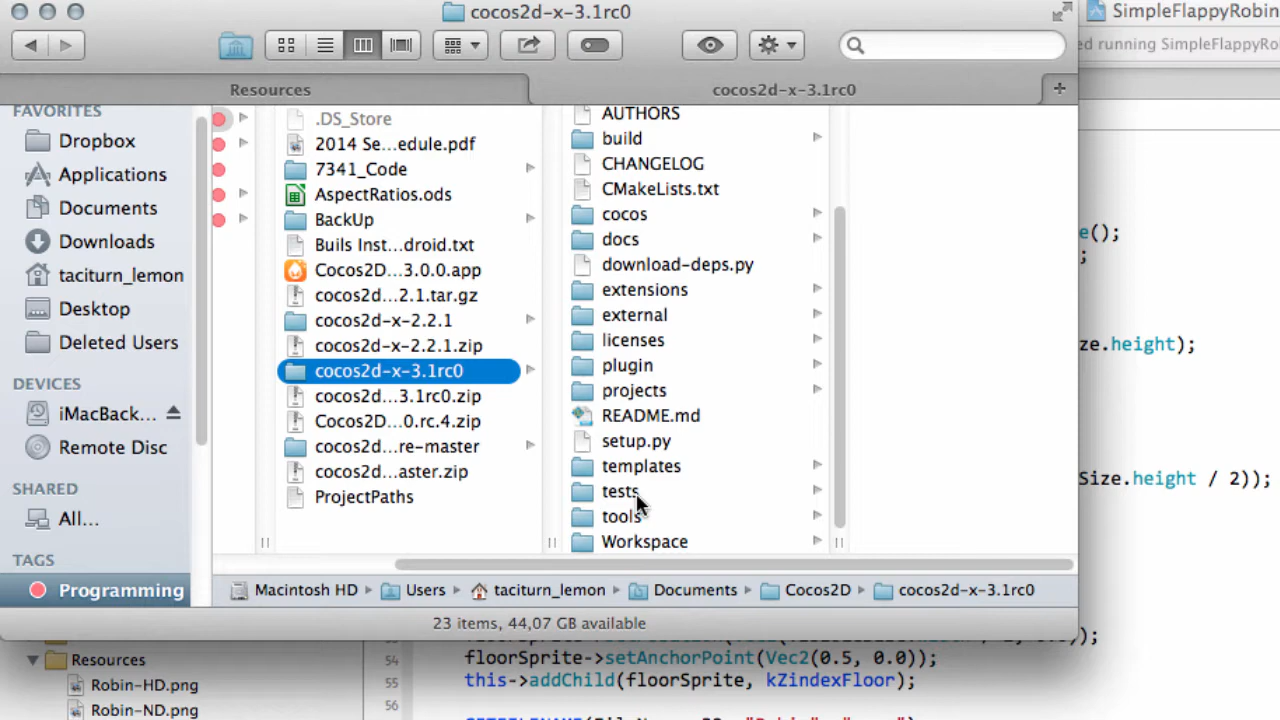 cocos2d-x-3.1rc0
SimpleFlappyRobin
ed running SimpleFlappyRo
Resources
cocos2d-x-3.1rc0
FAVORITES
Dropbox
Applications
Documents
Downloads
taciturn_lemon
Desktop
Deleted Users
DEVICES
iMacBack...
Remote Disc
SHARED
All...
TAGS
Programming
.DS_Store
2014 Se...edule.pdf
7341_Code
AspectRatios.ods
BackUp
Buils Inst...droid.txt
Cocos2D...3.0.0.app
cocos2d...2.1.tar.gz
cocos2d-x-2.2.1
cocos2d-x-2.2.1.zip
cocos2d-x-3.1rc0
cocos2d...3.1rc0.zip
Cocos2D...0.rc.4.zip
cocos2d...re-master
cocos2d...aster.zip
ProjectPaths
AUTHORS
build
CHANGELOG
CMakeLists.txt
cocos
docs
download-deps.py
extensions
external
licenses
plugin
projects
README.md
setup.py
templates
tests
tools
Workspace
e();
;
ze.height);
Size.height / 2));
Macintosh HD
Users
taciturn_lemon
Documents
Cocos2D
cocos2d-x-3.1rc0
23 items, 44,07 GB available
Resources
Robin-HD.png
Robin-ND.png
54 floorSprite->setAnchorPoint(Vec2(0.5, 0.0));
55 this->addChild(floorSprite, kZindexFloor);
56